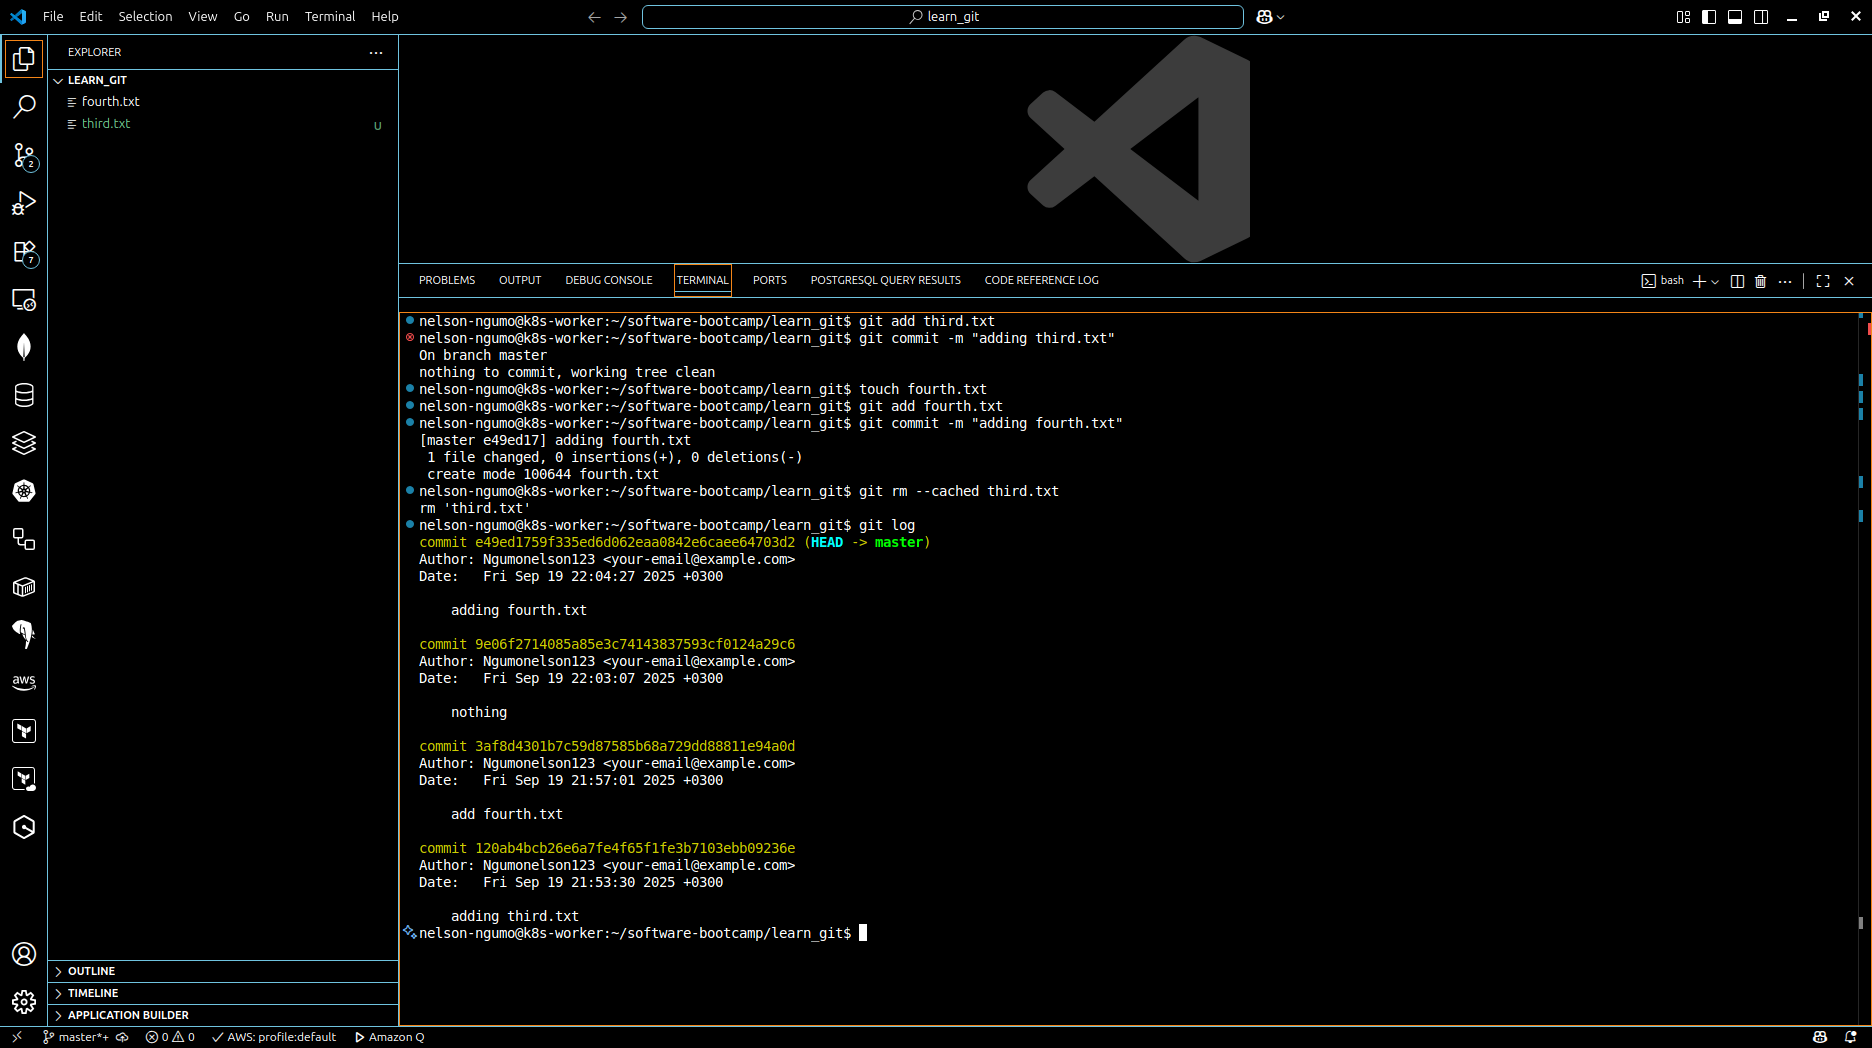 File Edit Selection View Go Run Terminal Help
learn_git
EXPLORER
LEARN_GIT
fourth.txt
third.txt U
2
7
aws
OUTLINE
TIMELINE
APPLICATION BUILDER
PROBLEMS OUTPUT DEBUG CONSOLE TERMINAL PORTS POSTGRESQL QUERY RESULTS CODE REFERENCE LOG
bash
nelson-ngumo@k8s-worker:~/software-bootcamp/learn_git$ git add third.txt
nelson-ngumo@k8s-worker:~/software-bootcamp/learn_git$ git commit -m "adding third.txt"
On branch master
nothing to commit, working tree clean
nelson-ngumo@k8s-worker:~/software-bootcamp/learn_git$ touch fourth.txt
nelson-ngumo@k8s-worker:~/software-bootcamp/learn_git$ git add fourth.txt
nelson-ngumo@k8s-worker:~/software-bootcamp/learn_git$ git commit -m "adding fourth.txt"
[master e49ed17] adding fourth.txt
1 file changed, 0 insertions(+), 0 deletions(-)
create mode 100644 fourth.txt
nelson-ngumo@k8s-worker:~/software-bootcamp/learn_git$ git rm --cached third.txt
rm 'third.txt'
nelson-ngumo@k8s-worker:~/software-bootcamp/learn_git$ git log
commit e49ed1759f335ed6d062eaa0842e6caee64703d2 (HEAD -> master)
Author: Ngumonelson123 <your-email@example.com>
Date: Fri Sep 19 22:04:27 2025 +0300
adding fourth.txt
commit 9e06f2714085a85e3c74143837593cf0124a29c6
Author: Ngumonelson123 <your-email@example.com>
Date: Fri Sep 19 22:03:07 2025 +0300
nothing
commit 3af8d4301b7c59d87585b68a729dd88811e94a0d
Author: Ngumonelson123 <your-email@example.com>
Date: Fri Sep 19 21:57:01 2025 +0300
add fourth.txt
commit 120ab4bcb26e6a7fe4f65f1fe3b7103ebb09236e
Author: Ngumonelson123 <your-email@example.com>
Date: Fri Sep 19 21:53:30 2025 +0300
adding third.txt
nelson-ngumo@k8s-worker:~/software-bootcamp/learn_git$
master*+ 0 0 AWS: profile:default Amazon Q